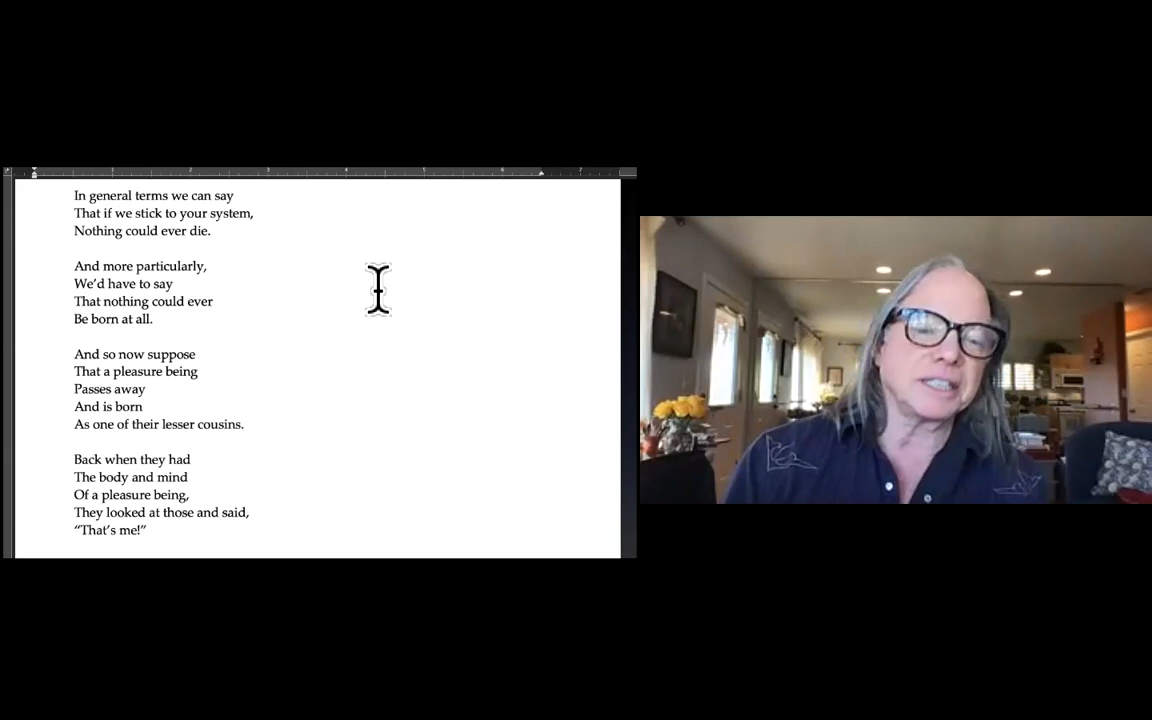 In general terms we can say
That if we stick to your system,
Nothing could ever die.
And more particularly,
We’d have to say
That nothing could ever
Be born at all.
And so now suppose
That a pleasure being
Passes away
And is born
As one of their lesser cousins.
Back when they had
The body and mind
Of a pleasure being,
They looked at those and said,
“That’s me!”